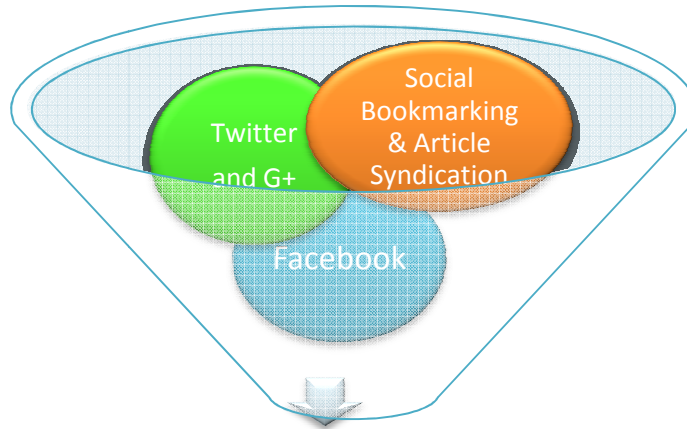 Twitter
and G+
Social
Bookmarking
& Article
Syndication
Facebook